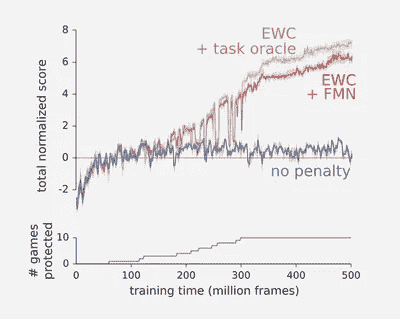 EWC
+ task oracle
EWC
+ FMN
no penalty
total normalized score
8
6
4
2
0
-2
# games
protected
10
0
0
100
200
300
400
500
training time (million frames)